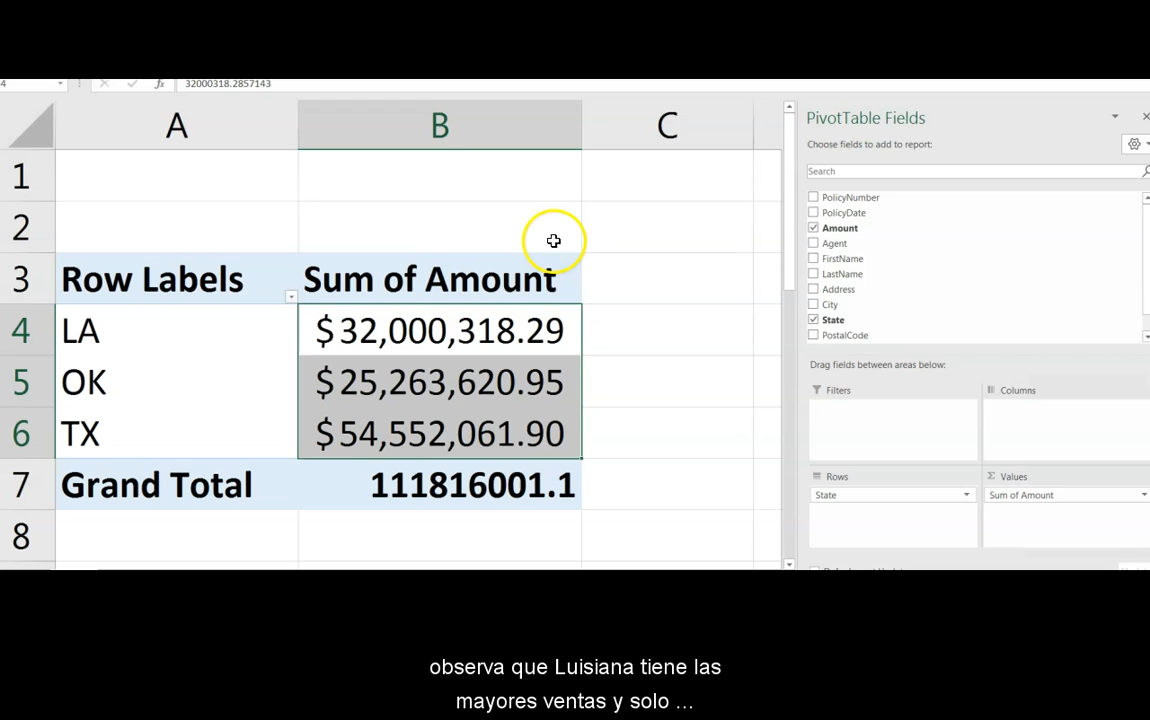 4 32000318.2857143
A B C
1
2
3 Row Labels Sum of Amount
4 LA $ 32,000,318.29
5 OK $ 25,263,620.95
6 TX $ 54,552,061.90
7 Grand Total 111816001.1
8
PivotTable Fields
Choose fields to add to report:
Search
PolicyNumber
PolicyDate
Amount
Agent
FirstName
LastName
Address
City
State
PostalCode
Drag fields between areas below:
Filters Columns
Rows Σ Values
State Sum of Amount
observa que Luisiana tiene las
mayores ventas y solo ...